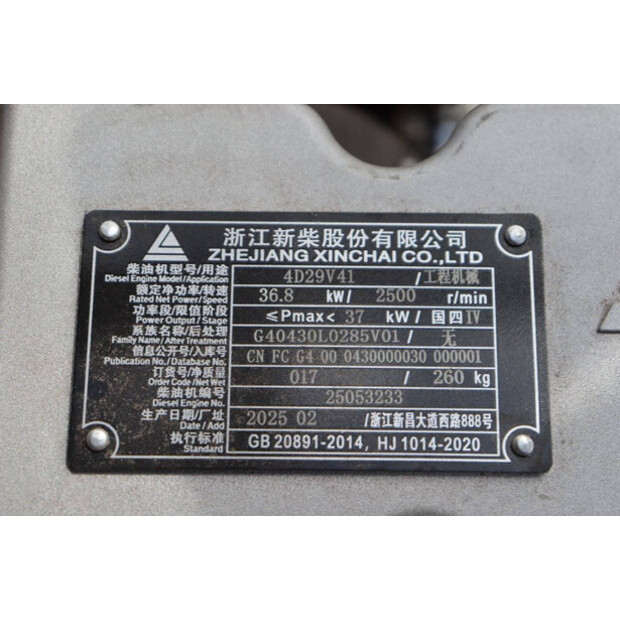 浙江新柴股份有限公司
ZHEJIANG XINCHAI CO.,LTD
柴油机型号/用途 4D29V41 /工程机械
Diesel Engine Model/Application
额定净功率/转速 36.8 kW/ 2500 r/min
Rated Net Power/Speed
功率段/限值阶段 ≤Pmax< 37 kW/ 国四IV
Power Output/Stage
系族名称/后处理 G40430L0285V01 / 无
Family Name/After Treatment
信息公开号/入库号 CN FC G4 00 0430000030 000001
Publication No./Database No.
订货号/净质量 017 / 260 kg
Order Code/Net Wet
柴油机编号 25053233
Diesel Engine No.
生产日期/厂址 2025 02 /浙江新昌大道西路888号
Date/Add
执行标准 GB 20891-2014, HJ 1014-2020
Standard